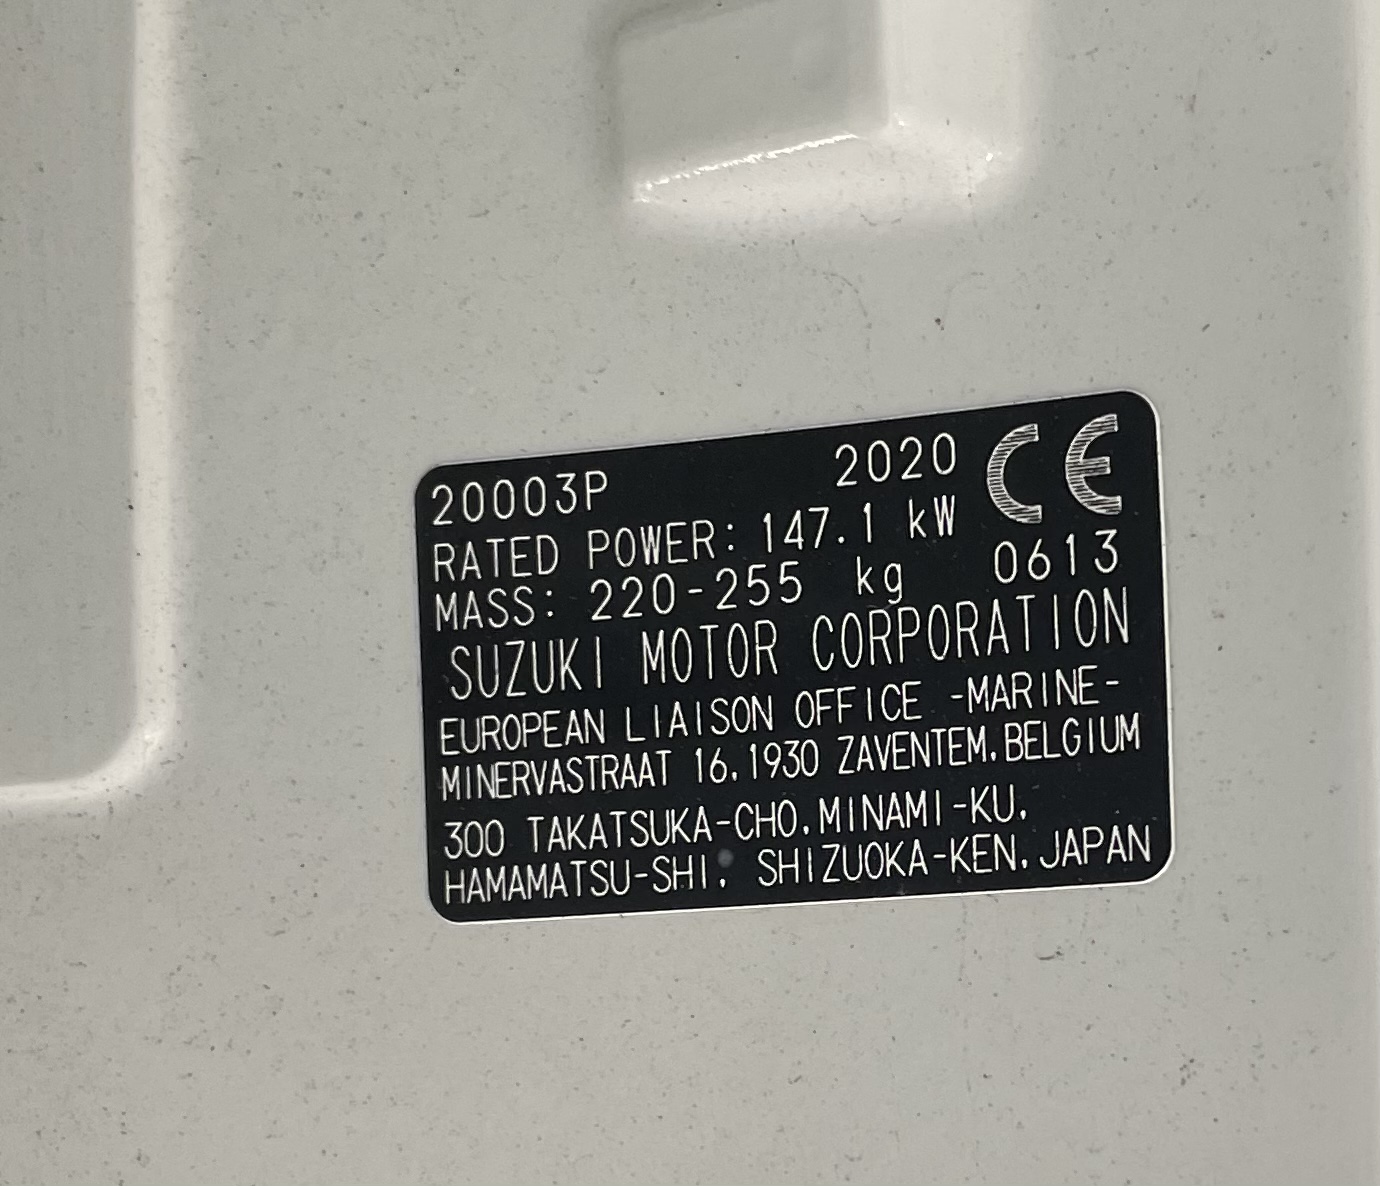 20003P 2020 CE
RATED POWER: 147.1 kW
MASS: 220-255 kg 0613
SUZUKI MOTOR CORPORATION
EUROPEAN LIAISON OFFICE -MARINE-
MINERVASTRAAT 16.1930 ZAVENTEM.BELGIUM
300 TAKATSUKA-CHO.MINAMI-KU.
HAMAMATSU-SHI. SHIZUOKA-KEN.JAPAN